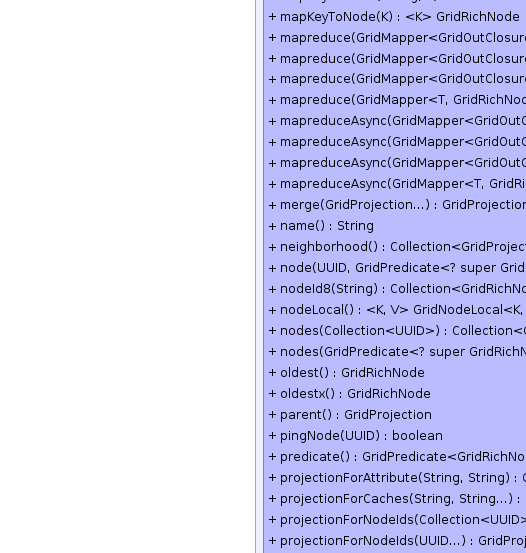 + mapKeyToNode(K) : <K> GridRichNode
+ mapreduce(GridMapper<GridOutClosure
+ mapreduce(GridMapper<GridOutClosure
+ mapreduce(GridMapper<GridOutClosure
+ mapreduce(GridMapper<T, GridRichNod
+ mapreduceAsync(GridMapper<GridOutC
+ mapreduceAsync(GridMapper<GridOutC
+ mapreduceAsync(GridMapper<GridOutC
+ mapreduceAsync(GridMapper<T, GridRi
+ merge(GridProjection...) : GridProjection
+ name() : String
+ neighborhood() : Collection<GridProject
+ node(UUID, GridPredicate<? super Grid
+ nodeId8(String) : Collection<GridRichNo
+ nodeLocal() : <K, V> GridNodeLocal<K,
+ nodes(Collection<UUID>) : Collection<G
+ nodes(GridPredicate<? super GridRichN
+ oldest() : GridRichNode
+ oldestx() : GridRichNode
+ parent() : GridProjection
+ pingNode(UUID) : boolean
+ predicate() : GridPredicate<GridRichNo
+ projectionForAttribute(String, String) : G
+ projectionForCaches(String, String...) :
+ projectionForNodeIds(Collection<UUID>
+ projectionForNodeIds(UUID...) : GridProj